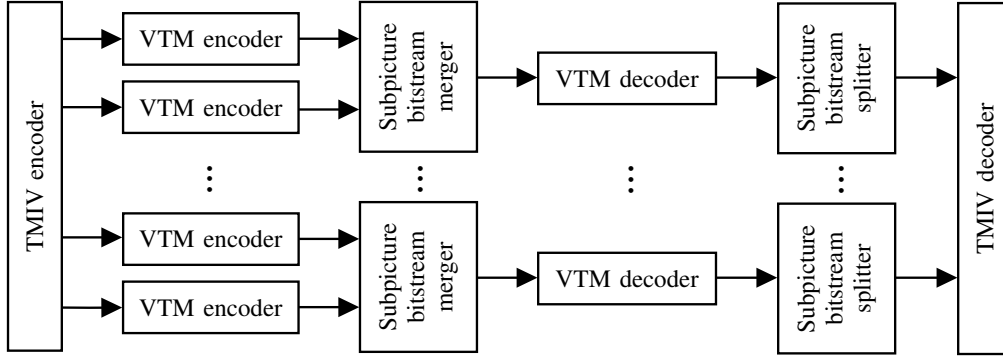 TMIV encoder
VTM encoder
VTM encoder
Subpicture
bitstream
merger
VTM decoder
Subpicture
bitstream
splitter
TMIV decoder
...
...
...
...
VTM encoder
VTM encoder
Subpicture
bitstream
merger
VTM decoder
Subpicture
bitstream
splitter